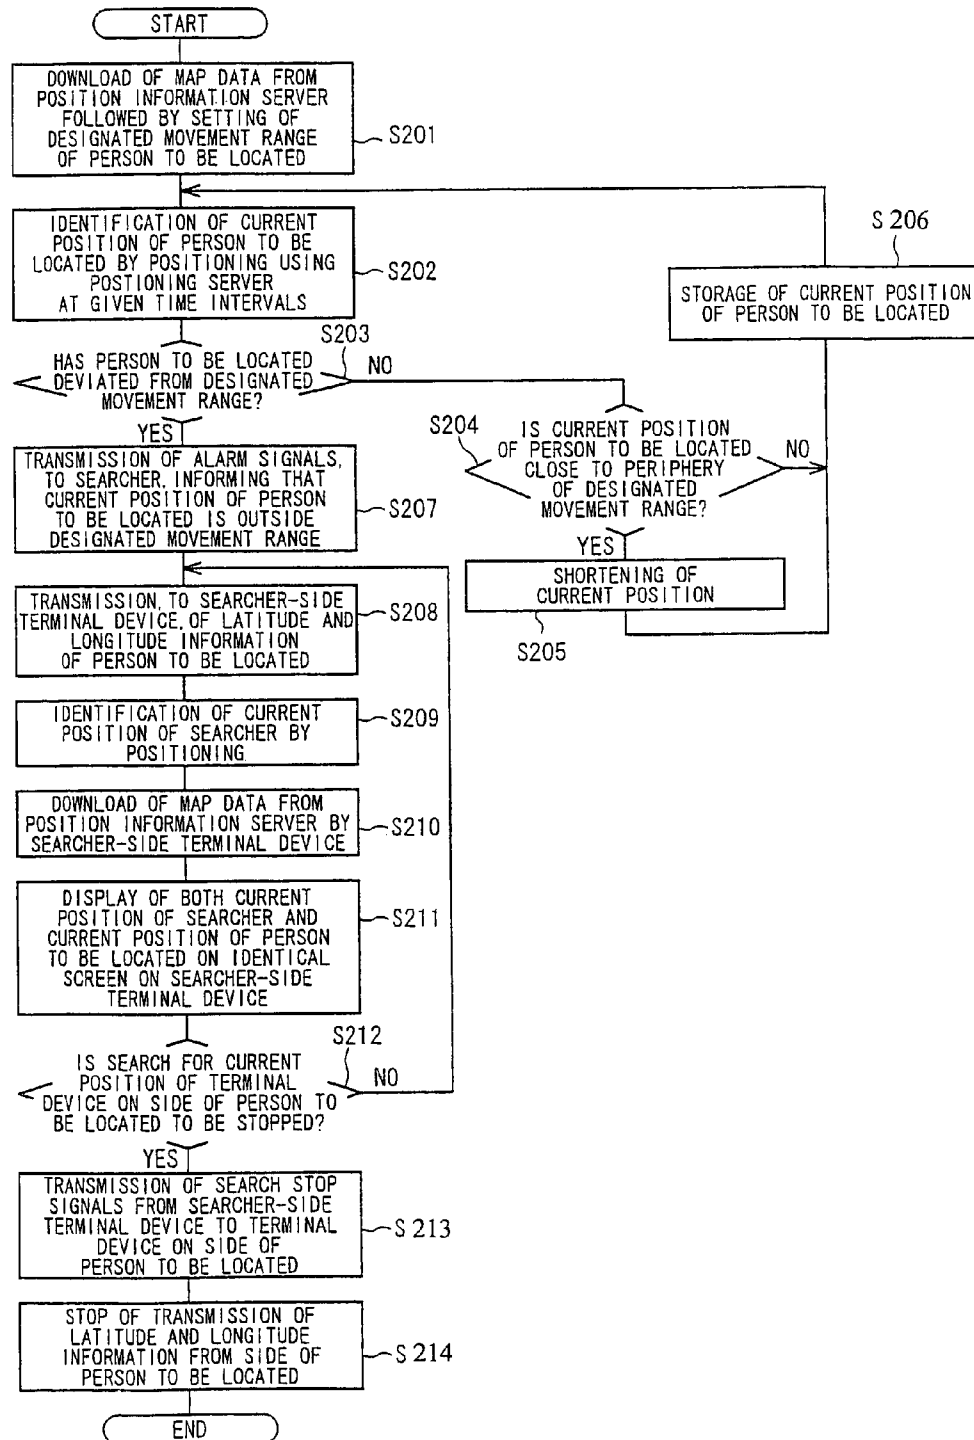 START
DOWNLOAD OF MAP DATA FROM
POSITION INFORMATION SERVER
FOLLOWED BY SETTING OF
DESIGNATED MOVEMENT RANGE
OF PERSON TO BE LOCATED
S201
IDENTIFICATION OF CURRENT
POSITION OF PERSON TO BE
LOCATED BY POSITIONING USING
POSTIONING SERVER
AT GIVEN TIME INTERVALS
S202
S206
STORAGE OF CURRENT POSITION
OF PERSON TO BE LOCATED
S203
HAS PERSON TO BE LOCATED
DEVIATED FROM DESIGNATED
MOVEMENT RANGE?
NO
YES
S204
IS CURRENT POSITION
OF PERSON TO BE LOCATED
CLOSE TO PERIPHERY
OF DESIGNATED
MOVEMENT RANGE?
NO
YES
SHORTENING OF
CURRENT POSITION
S205
TRANSMISSION OF ALARM SIGNALS,
TO SEARCHER, INFORMING THAT
CURRENT POSITION OF PERSON
TO BE LOCATED IS OUTSIDE
DESIGNATED MOVEMENT RANGE
S207
TRANSMISSION, TO SEARCHER-SIDE
TERMINAL DEVICE, OF LATITUDE AND
LONGITUDE INFORMATION
OF PERSON TO BE LOCATED
S208
IDENTIFICATION OF CURRENT
POSITION OF SEARCHER BY
POSITIONING
S209
DOWNLOAD OF MAP DATA FROM
POSITION INFORMATION SERVER BY
SEARCHER-SIDE TERMINAL DEVICE
S210
DISPLAY OF BOTH CURRENT
POSITION OF SEARCHER AND
CURRENT POSITION OF PERSON
TO BE LOCATED ON IDENTICAL
SCREEN ON SEARCHER-SIDE
TERMINAL DEVICE
S211
S212
IS SEARCH FOR CURRENT
POSITION OF TERMINAL
DEVICE ON SIDE OF PERSON TO
BE LOCATED TO BE STOPPED?
NO
YES
TRANSMISSION OF SEARCH STOP
SIGNALS FROM SEARCHER-SIDE
TERMINAL DEVICE TO TERMINAL
DEVICE ON SIDE OF
PERSON TO BE LOCATED
S213
STOP OF TRANSMISSION OF
LATITUDE AND LONGITUDE
INFORMATION FROM SIDE OF
PERSON TO BE LOCATED
S214
END